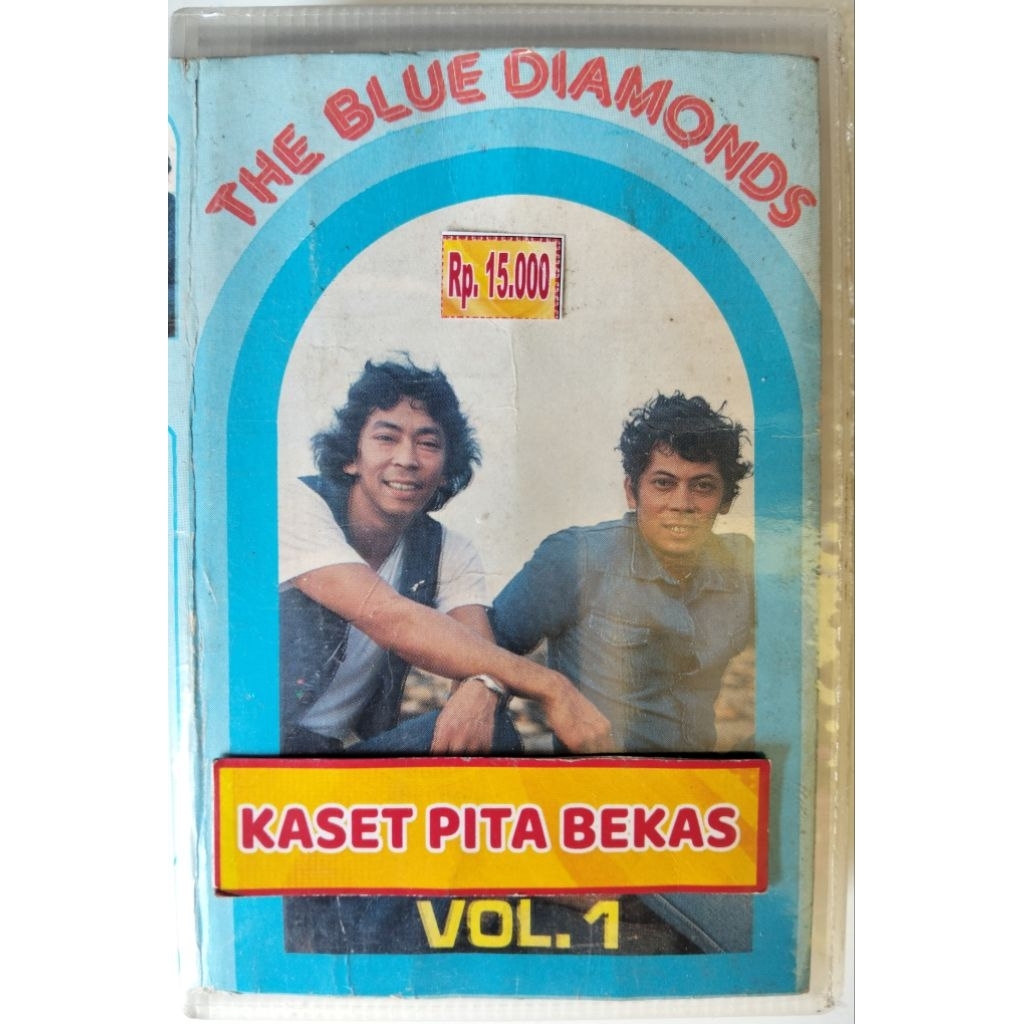 THE BLUE DIAMONDS
Rp. 15.000
KASET PITA BEKAS
VOL. 1